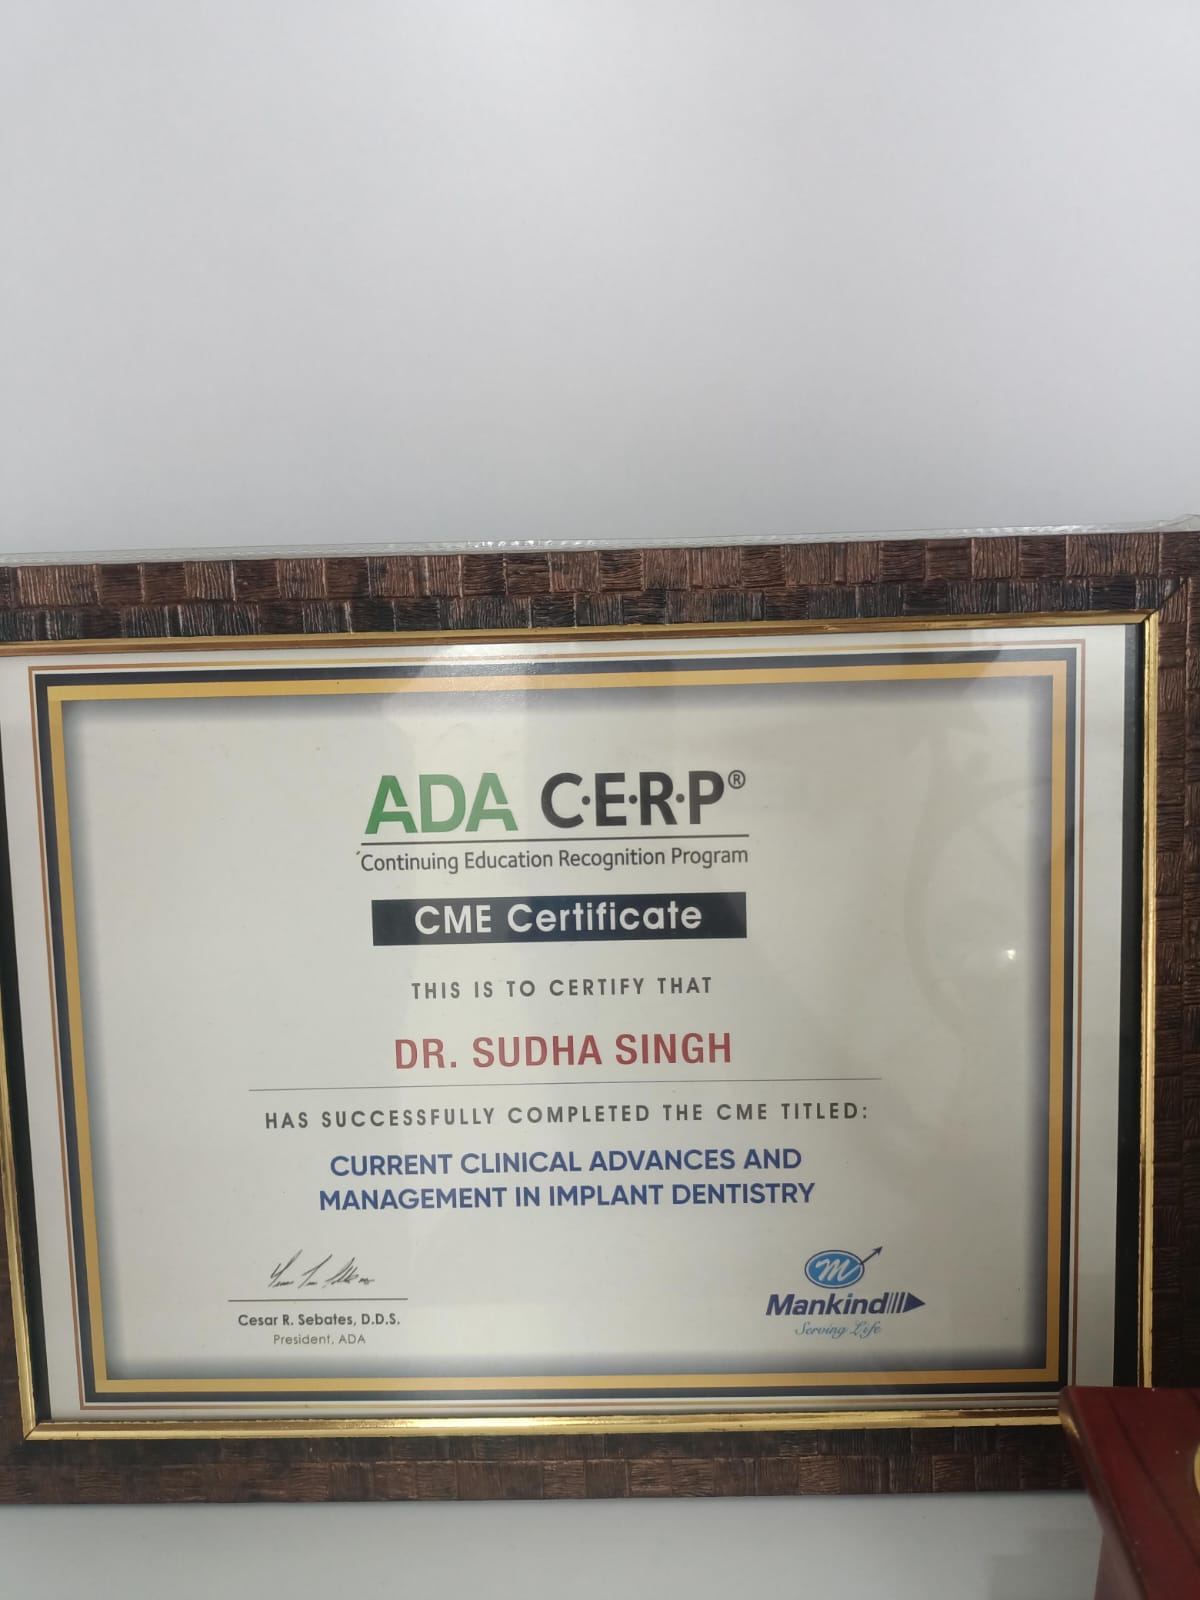 ADA C·E·R·P®
Continuing Education Recognition Program
CME Certificate
THIS IS TO CERTIFY THAT
DR. SUDHA SINGH
HAS SUCCESSFULLY COMPLETED THE CME TITLED:
CURRENT CLINICAL ADVANCES AND
MANAGEMENT IN IMPLANT DENTISTRY
Cesar R. Sebates, D.D.S.
President, ADA
m
Mankind
Serving Life